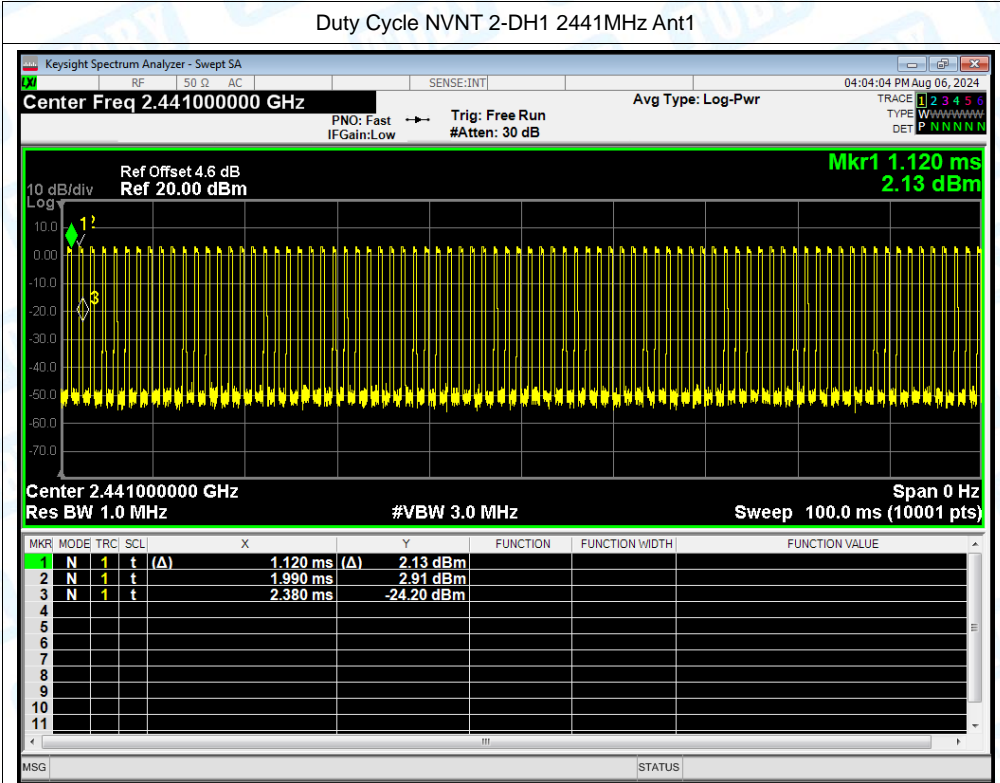 Duty Cycle NVNT 2-DH1 2441MHz Ant1
Keysight Spectrum Analyzer - Swept SA
LXI RF 50 Ω AC SENSE:INT 04:04:04 PM Aug 06, 2024
Center Freq 2.441000000 GHz Avg Type: Log-Pwr TRACE 1 2 3 4 5 6
PNO: Fast Trig: Free Run TYPE W
IFGain:Low #Atten: 30 dB DET P N N N N N
Mkr1 1.120 ms
2.13 dBm
Ref Offset 4.6 dB
10 dB/div Ref 20.00 dBm
Log
10.0
0.00
-10.0
-20.0
-30.0
-40.0
-50.0
-60.0
-70.0
1
3
Center 2.441000000 GHz Span 0 Hz
Res BW 1.0 MHz #VBW 3.0 MHz Sweep 100.0 ms (10001 pts)
MKR MODE TRC SCL X Y FUNCTION FUNCTION WIDTH FUNCTION VALUE
1 N 1 t (Δ) 1.120 ms (Δ) 2.13 dBm
2 N 1 t 1.990 ms 2.91 dBm
3 N 1 t 2.380 ms -24.20 dBm
4
5
6
7
8
9
10
11
MSG STATUS